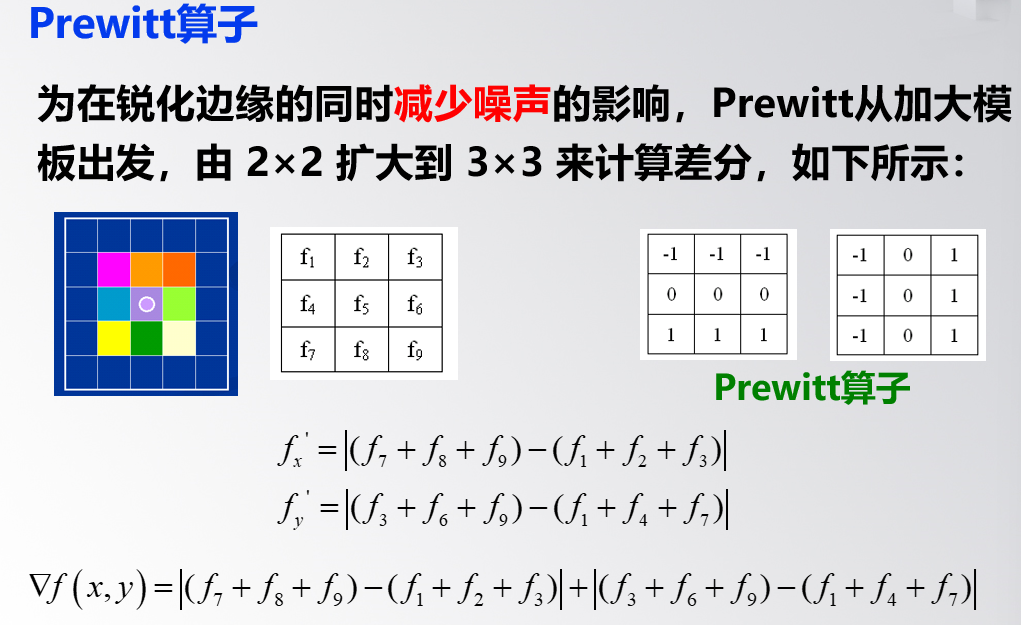 Prewitt算子
为在锐化边缘的同时减少噪声的影响，Prewitt从加大模
板出发，由 2×2 扩大到 3×3 来计算差分，如下所示：
f₁ f₂ f₃
f₄ f₅ f₆
f₇ f₈ f₉
-1 -1 -1
0 0 0
1 1 1
-1 0 1
-1 0 1
-1 0 1
Prewitt算子
fₓ' = |(f₇ + f₈ + f₉) − (f₁ + f₂ + f₃)|
f_y' = |(f₃ + f₆ + f₉) − (f₁ + f₄ + f₇)|
∇f(x,y) = |(f₇ + f₈ + f₉) − (f₁ + f₂ + f₃)| + |(f₃ + f₆ + f₉) − (f₁ + f₄ + f₇)|